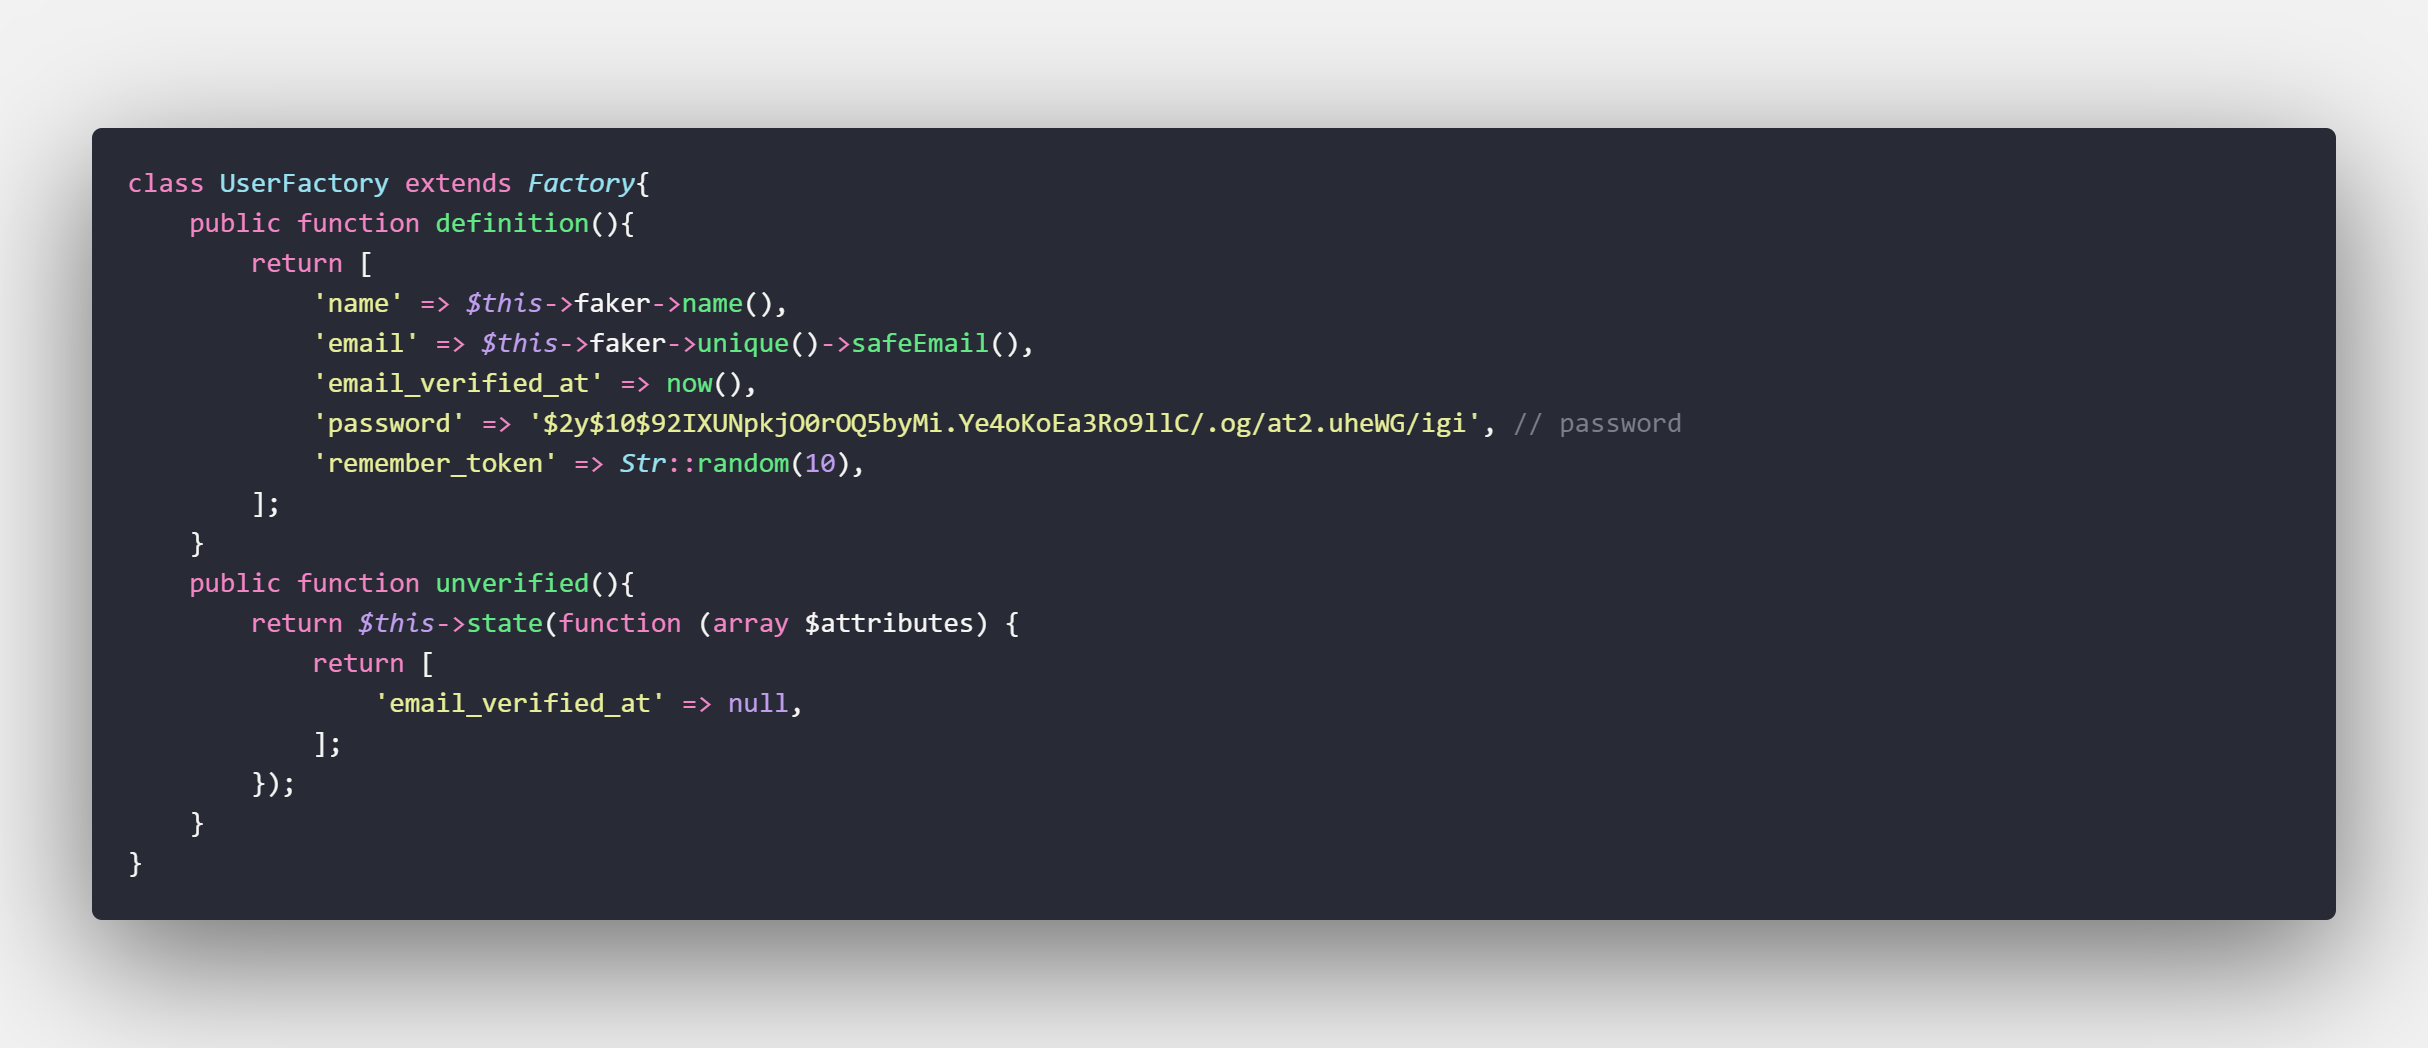 class UserFactory extends Factory{
    public function definition(){
        return [
            'name' => $this->faker->name(),
            'email' => $this->faker->unique()->safeEmail(),
            'email_verified_at' => now(),
            'password' => '$2y$10$92IXUNpkjO0rOQ5byMi.Ye4oKoEa3Ro9llC/.og/at2.uheWG/igi', // password
            'remember_token' => Str::random(10),
        ];
    }
    public function unverified(){
        return $this->state(function (array $attributes) {
            return [
                'email_verified_at' => null,
            ];
        });
    }
}